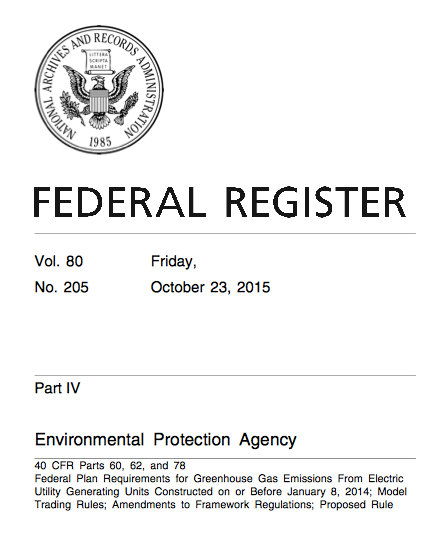 NATIONAL ARCHIVES AND RECORDS ADMINISTRATION
LITTERA
SCRIPTA
MANET
1985
FEDERAL REGISTER
Vol. 80 Friday,
No. 205 October 23, 2015
Part IV
Environmental Protection Agency
40 CFR Parts 60, 62, and 78
Federal Plan Requirements for Greenhouse Gas Emissions From Electric
Utility Generating Units Constructed on or Before January 8, 2014; Model
Trading Rules; Amendments to Framework Regulations; Proposed Rule